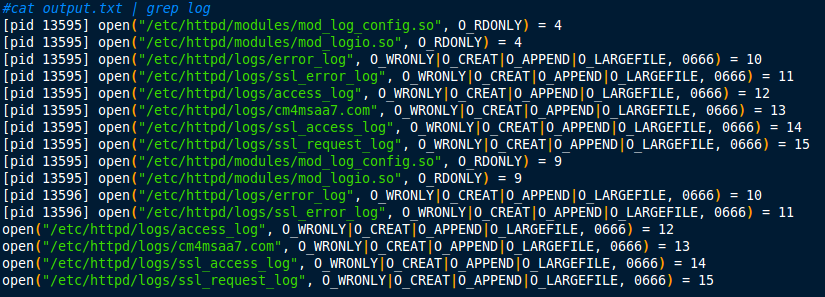 #cat output.txt | grep log
[pid 13595] open("/etc/httpd/modules/mod_log_config.so", O_RDONLY) = 4
[pid 13595] open("/etc/httpd/modules/mod_logio.so", O_RDONLY) = 4
[pid 13595] open("/etc/httpd/logs/error_log", O_WRONLY|O_CREAT|O_APPEND|O_LARGEFILE, 0666) = 10
[pid 13595] open("/etc/httpd/logs/ssl_error_log", O_WRONLY|O_CREAT|O_APPEND|O_LARGEFILE, 0666) = 11
[pid 13595] open("/etc/httpd/logs/access_log", O_WRONLY|O_CREAT|O_APPEND|O_LARGEFILE, 0666) = 12
[pid 13595] open("/etc/httpd/logs/cm4msaa7.com", O_WRONLY|O_CREAT|O_APPEND|O_LARGEFILE, 0666) = 13
[pid 13595] open("/etc/httpd/logs/ssl_access_log", O_WRONLY|O_CREAT|O_APPEND|O_LARGEFILE, 0666) = 14
[pid 13595] open("/etc/httpd/logs/ssl_request_log", O_WRONLY|O_CREAT|O_APPEND|O_LARGEFILE, 0666) = 15
[pid 13595] open("/etc/httpd/modules/mod_log_config.so", O_RDONLY) = 9
[pid 13595] open("/etc/httpd/modules/mod_logio.so", O_RDONLY) = 9
[pid 13596] open("/etc/httpd/logs/error_log", O_WRONLY|O_CREAT|O_APPEND|O_LARGEFILE, 0666) = 10
[pid 13596] open("/etc/httpd/logs/ssl_error_log", O_WRONLY|O_CREAT|O_APPEND|O_LARGEFILE, 0666) = 11
open("/etc/httpd/logs/access_log", O_WRONLY|O_CREAT|O_APPEND|O_LARGEFILE, 0666) = 12
open("/etc/httpd/logs/cm4msaa7.com", O_WRONLY|O_CREAT|O_APPEND|O_LARGEFILE, 0666) = 13
open("/etc/httpd/logs/ssl_access_log", O_WRONLY|O_CREAT|O_APPEND|O_LARGEFILE, 0666) = 14
open("/etc/httpd/logs/ssl_request_log", O_WRONLY|O_CREAT|O_APPEND|O_LARGEFILE, 0666) = 15